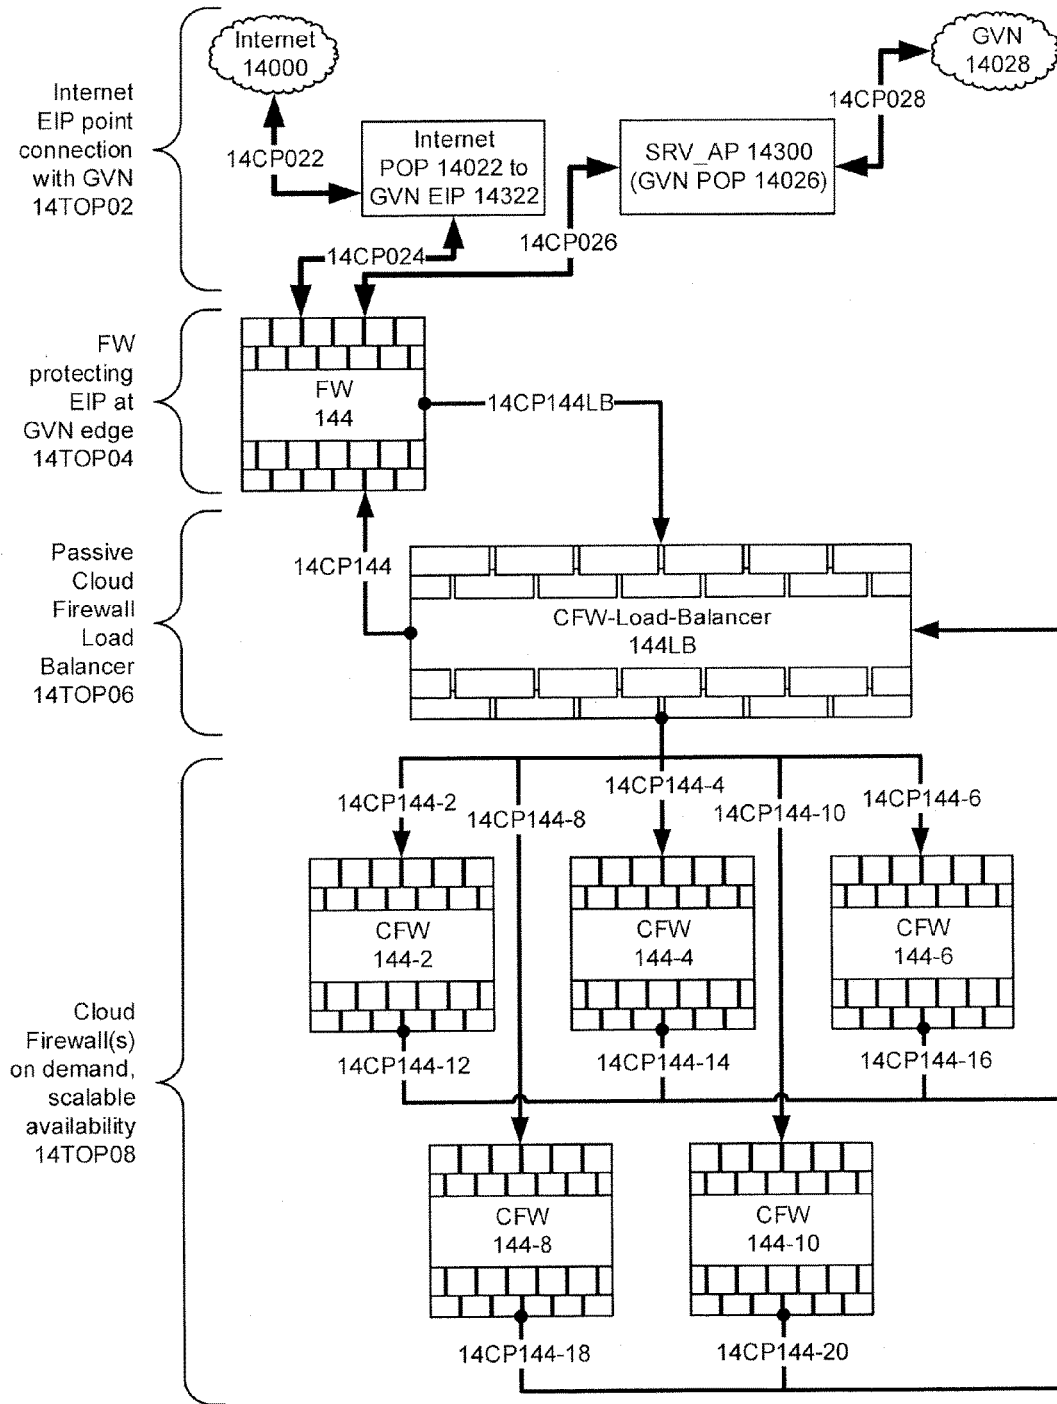 Internet
14000
GVN
14028
Internet
EIP point
connection
with GVN
14TOP02
14CP022
14CP028
Internet
POP 14022 to
GVN EIP 14322
SRV_AP 14300
(GVN POP 14026)
14CP024
14CP026
FW
protecting
EIP at
GVN edge
14TOP04
FW
144
14CP144LB
Passive
Cloud
Firewall
Load
Balancer
14TOP06
14CP144
CFW-Load-Balancer
144LB
14CP144-2
14CP144-8
14CP144-4
14CP144-10
14CP144-6
CFW
144-2
CFW
144-4
CFW
144-6
Cloud
Firewall(s)
on demand,
scalable
availability
14TOP08
14CP144-12
14CP144-14
14CP144-16
CFW
144-8
CFW
144-10
14CP144-18
14CP144-20